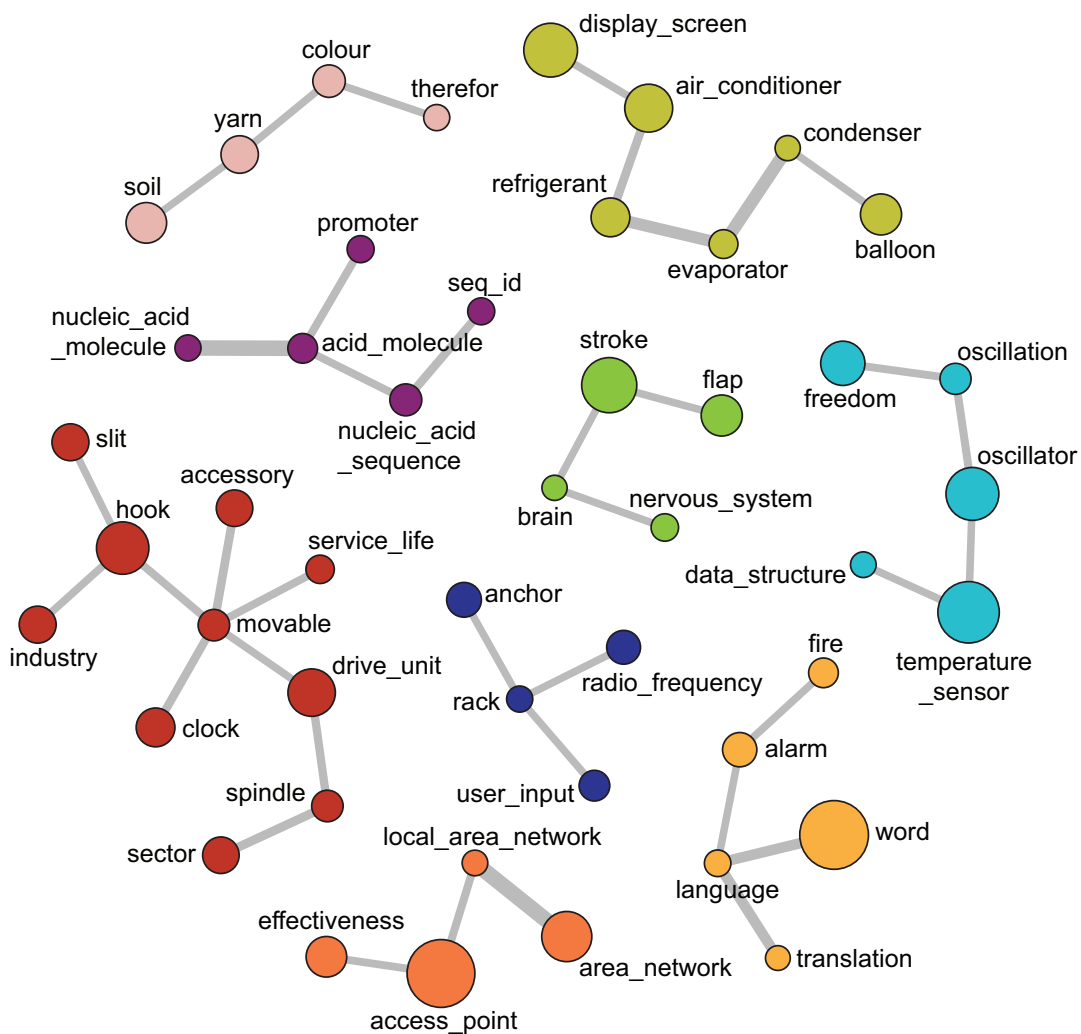 display_screen
colour
therefor
air_conditioner
yarn
condenser
soil
refrigerant
promoter
balloon
evaporator
seq_id
nucleic_acid
_molecule
acid_molecule
stroke
oscillation
flap
freedom
nucleic_acid
_sequence
slit
oscillator
accessory
nervous_system
hook
brain
service_life
data_structure
anchor
movable
fire
industry
drive_unit
radio_frequency
temperature
_sensor
rack
clock
alarm
spindle
user_input
local_area_network
word
sector
language
effectiveness
area_network
translation
access_point